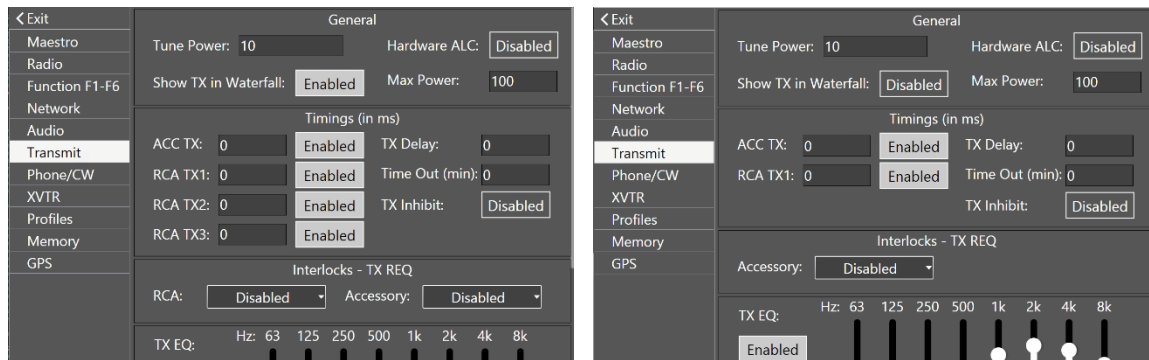 Exit
Maestro
Radio
Function F1-F6
Network
Audio
Transmit
Phone/CW
XVTR
Profiles
Memory
GPS
General
Tune Power: 10 Hardware ALC: Disabled
Show TX in Waterfall: Enabled Max Power: 100
Timings (in ms)
ACC TX: 0 Enabled TX Delay: 0
RCA TX1: 0 Enabled Time Out (min): 0
RCA TX2: 0 Enabled TX Inhibit: Disabled
RCA TX3: 0 Enabled
Interlocks - TX REQ
RCA: Disabled Accessory: Disabled
Hz: 63 125 250 500 1k 2k 4k 8k
TX EQ:
Exit
Maestro
Radio
Function F1-F6
Network
Audio
Transmit
Phone/CW
XVTR
Profiles
Memory
GPS
General
Tune Power: 10 Hardware ALC: Disabled
Show TX in Waterfall: Disabled Max Power: 100
Timings (in ms)
ACC TX: 0 Enabled TX Delay: 0
RCA TX1: 0 Enabled Time Out (min): 0
TX Inhibit: Disabled
Interlocks - TX REQ
Accessory: Disabled
Hz: 63 125 250 500 1k 2k 4k 8k
TX EQ:
Enabled